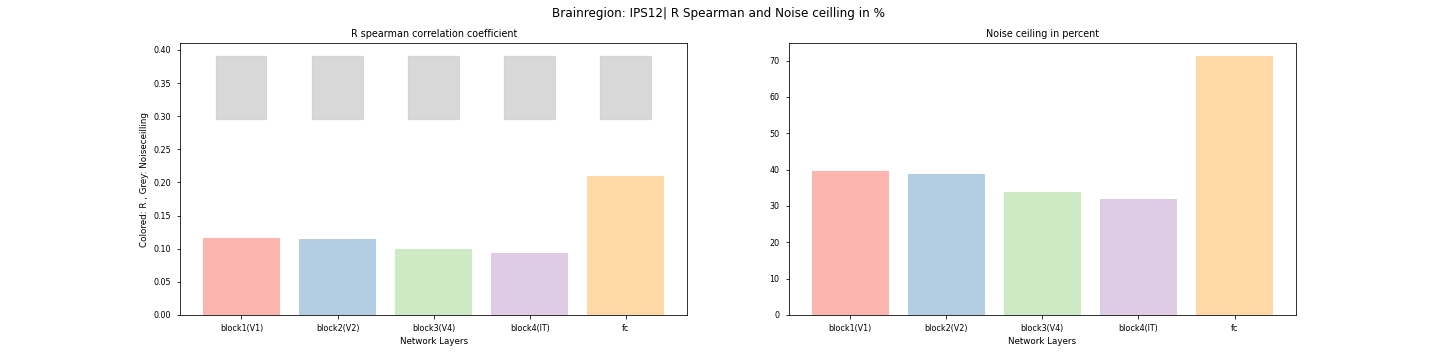 Brainregion: IPS12| R Spearman and Noise ceilling in %
R spearman correlation coefficient
Colored: R , Grey: Noiseceilling
0.40
0.35
0.30
0.25
0.20
0.15
0.10
0.05
0.00
block1(V1) block2(V2) block3(V4) block4(IT) fc
Network Layers
Noise ceiling in percent
70
60
50
40
30
20
10
0
block1(V1) block2(V2) block3(V4) block4(IT) fc
Network Layers